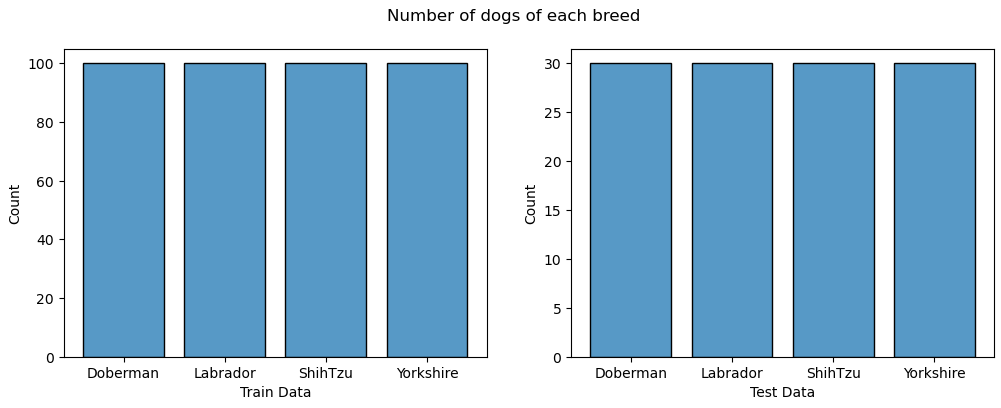 Number of dogs of each breed
100
80
60
40
20
0
Count
Doberman Labrador ShihTzu Yorkshire
Train Data
30
25
20
15
10
5
0
Count
Doberman Labrador ShihTzu Yorkshire
Test Data